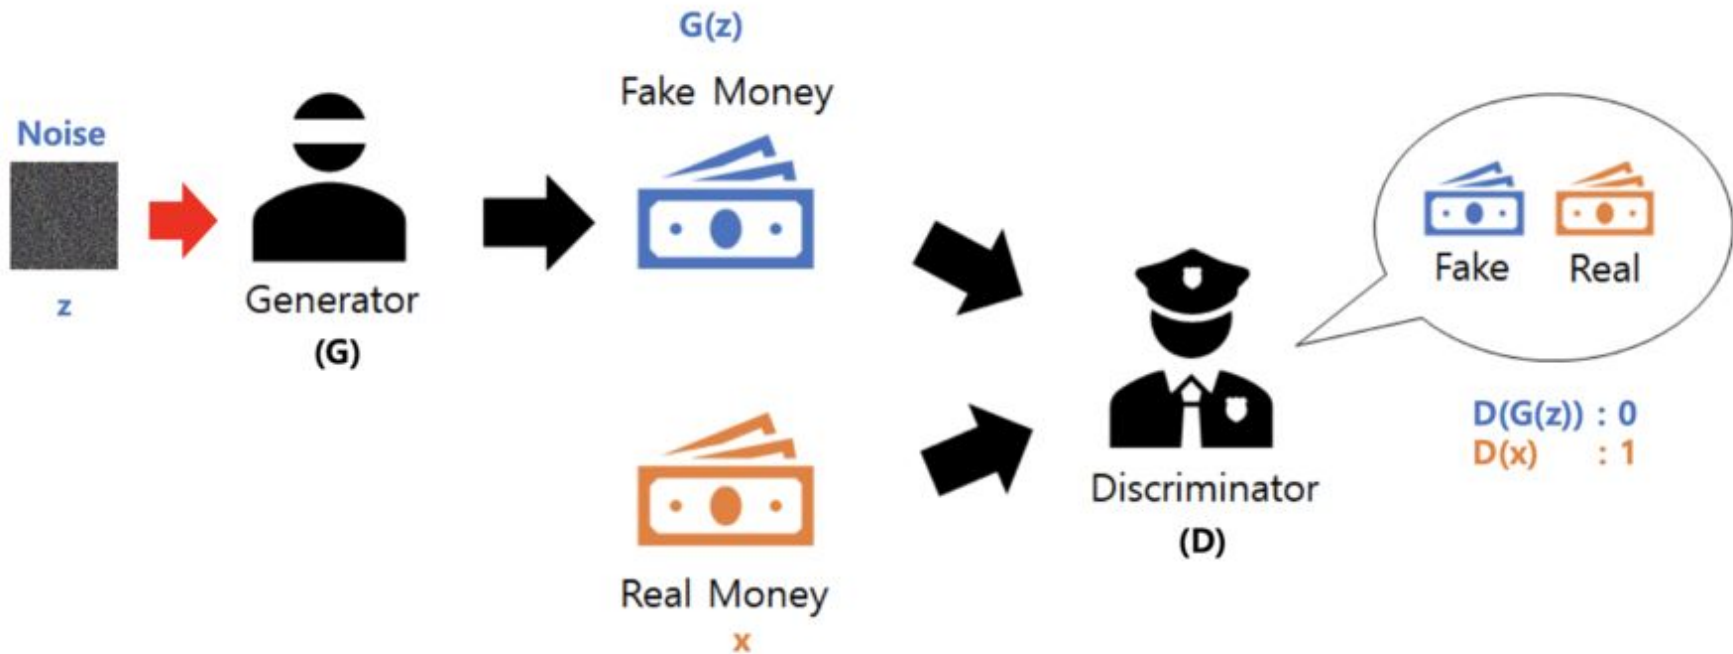 G(z)
Fake Money
Noise
z
Generator
(G)
Real Money
x
Discriminator
(D)
Fake Real
D(G(z)) : 0
D(x) : 1